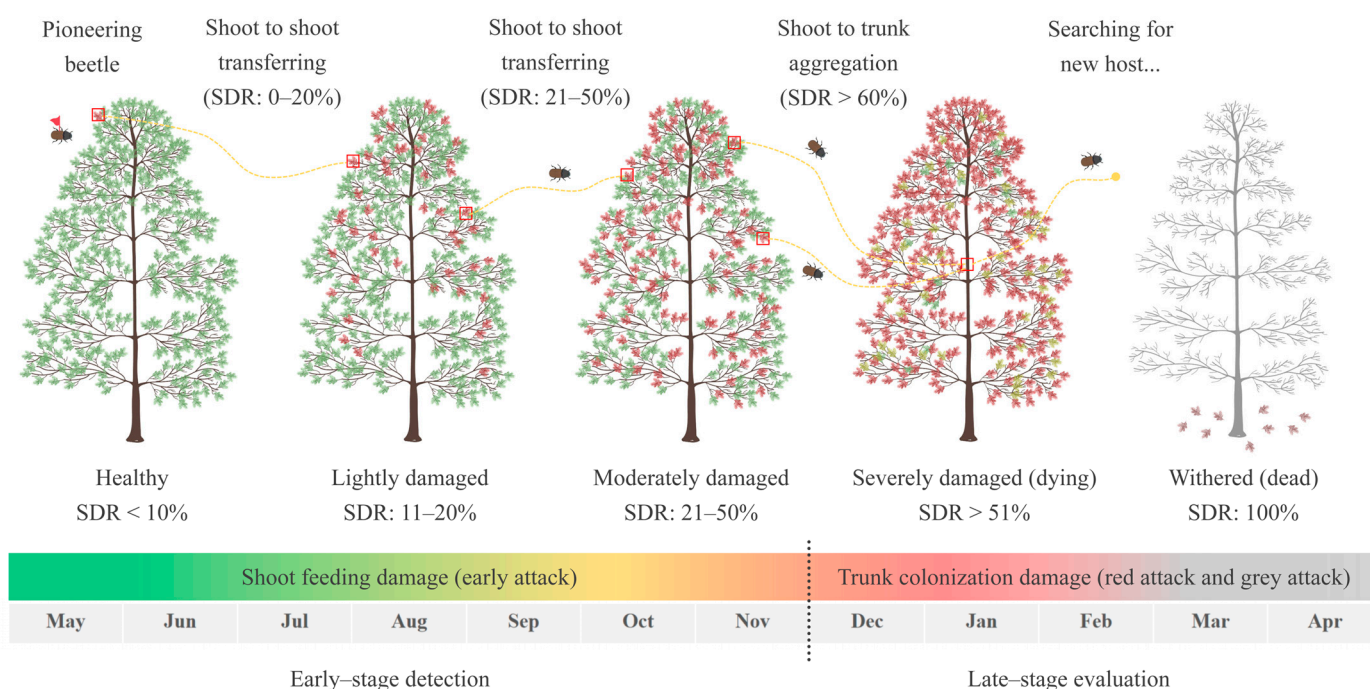 Pioneering
beetle
Shoot to shoot
transferring
(SDR: 0–20%)
Shoot to shoot
transferring
(SDR: 21–50%)
Shoot to trunk
aggregation
(SDR > 60%)
Searching for
new host...
Healthy
SDR < 10%
Lightly damaged
SDR: 11–20%
Moderately damaged
SDR: 21–50%
Severely damaged (dying)
SDR > 51%
Withered (dead)
SDR: 100%
Shoot feeding damage (early attack)
Trunk colonization damage (red attack and grey attack)
May Jun Jul Aug Sep Oct Nov Dec Jan Feb Mar Apr
Early–stage detection
Late–stage evaluation